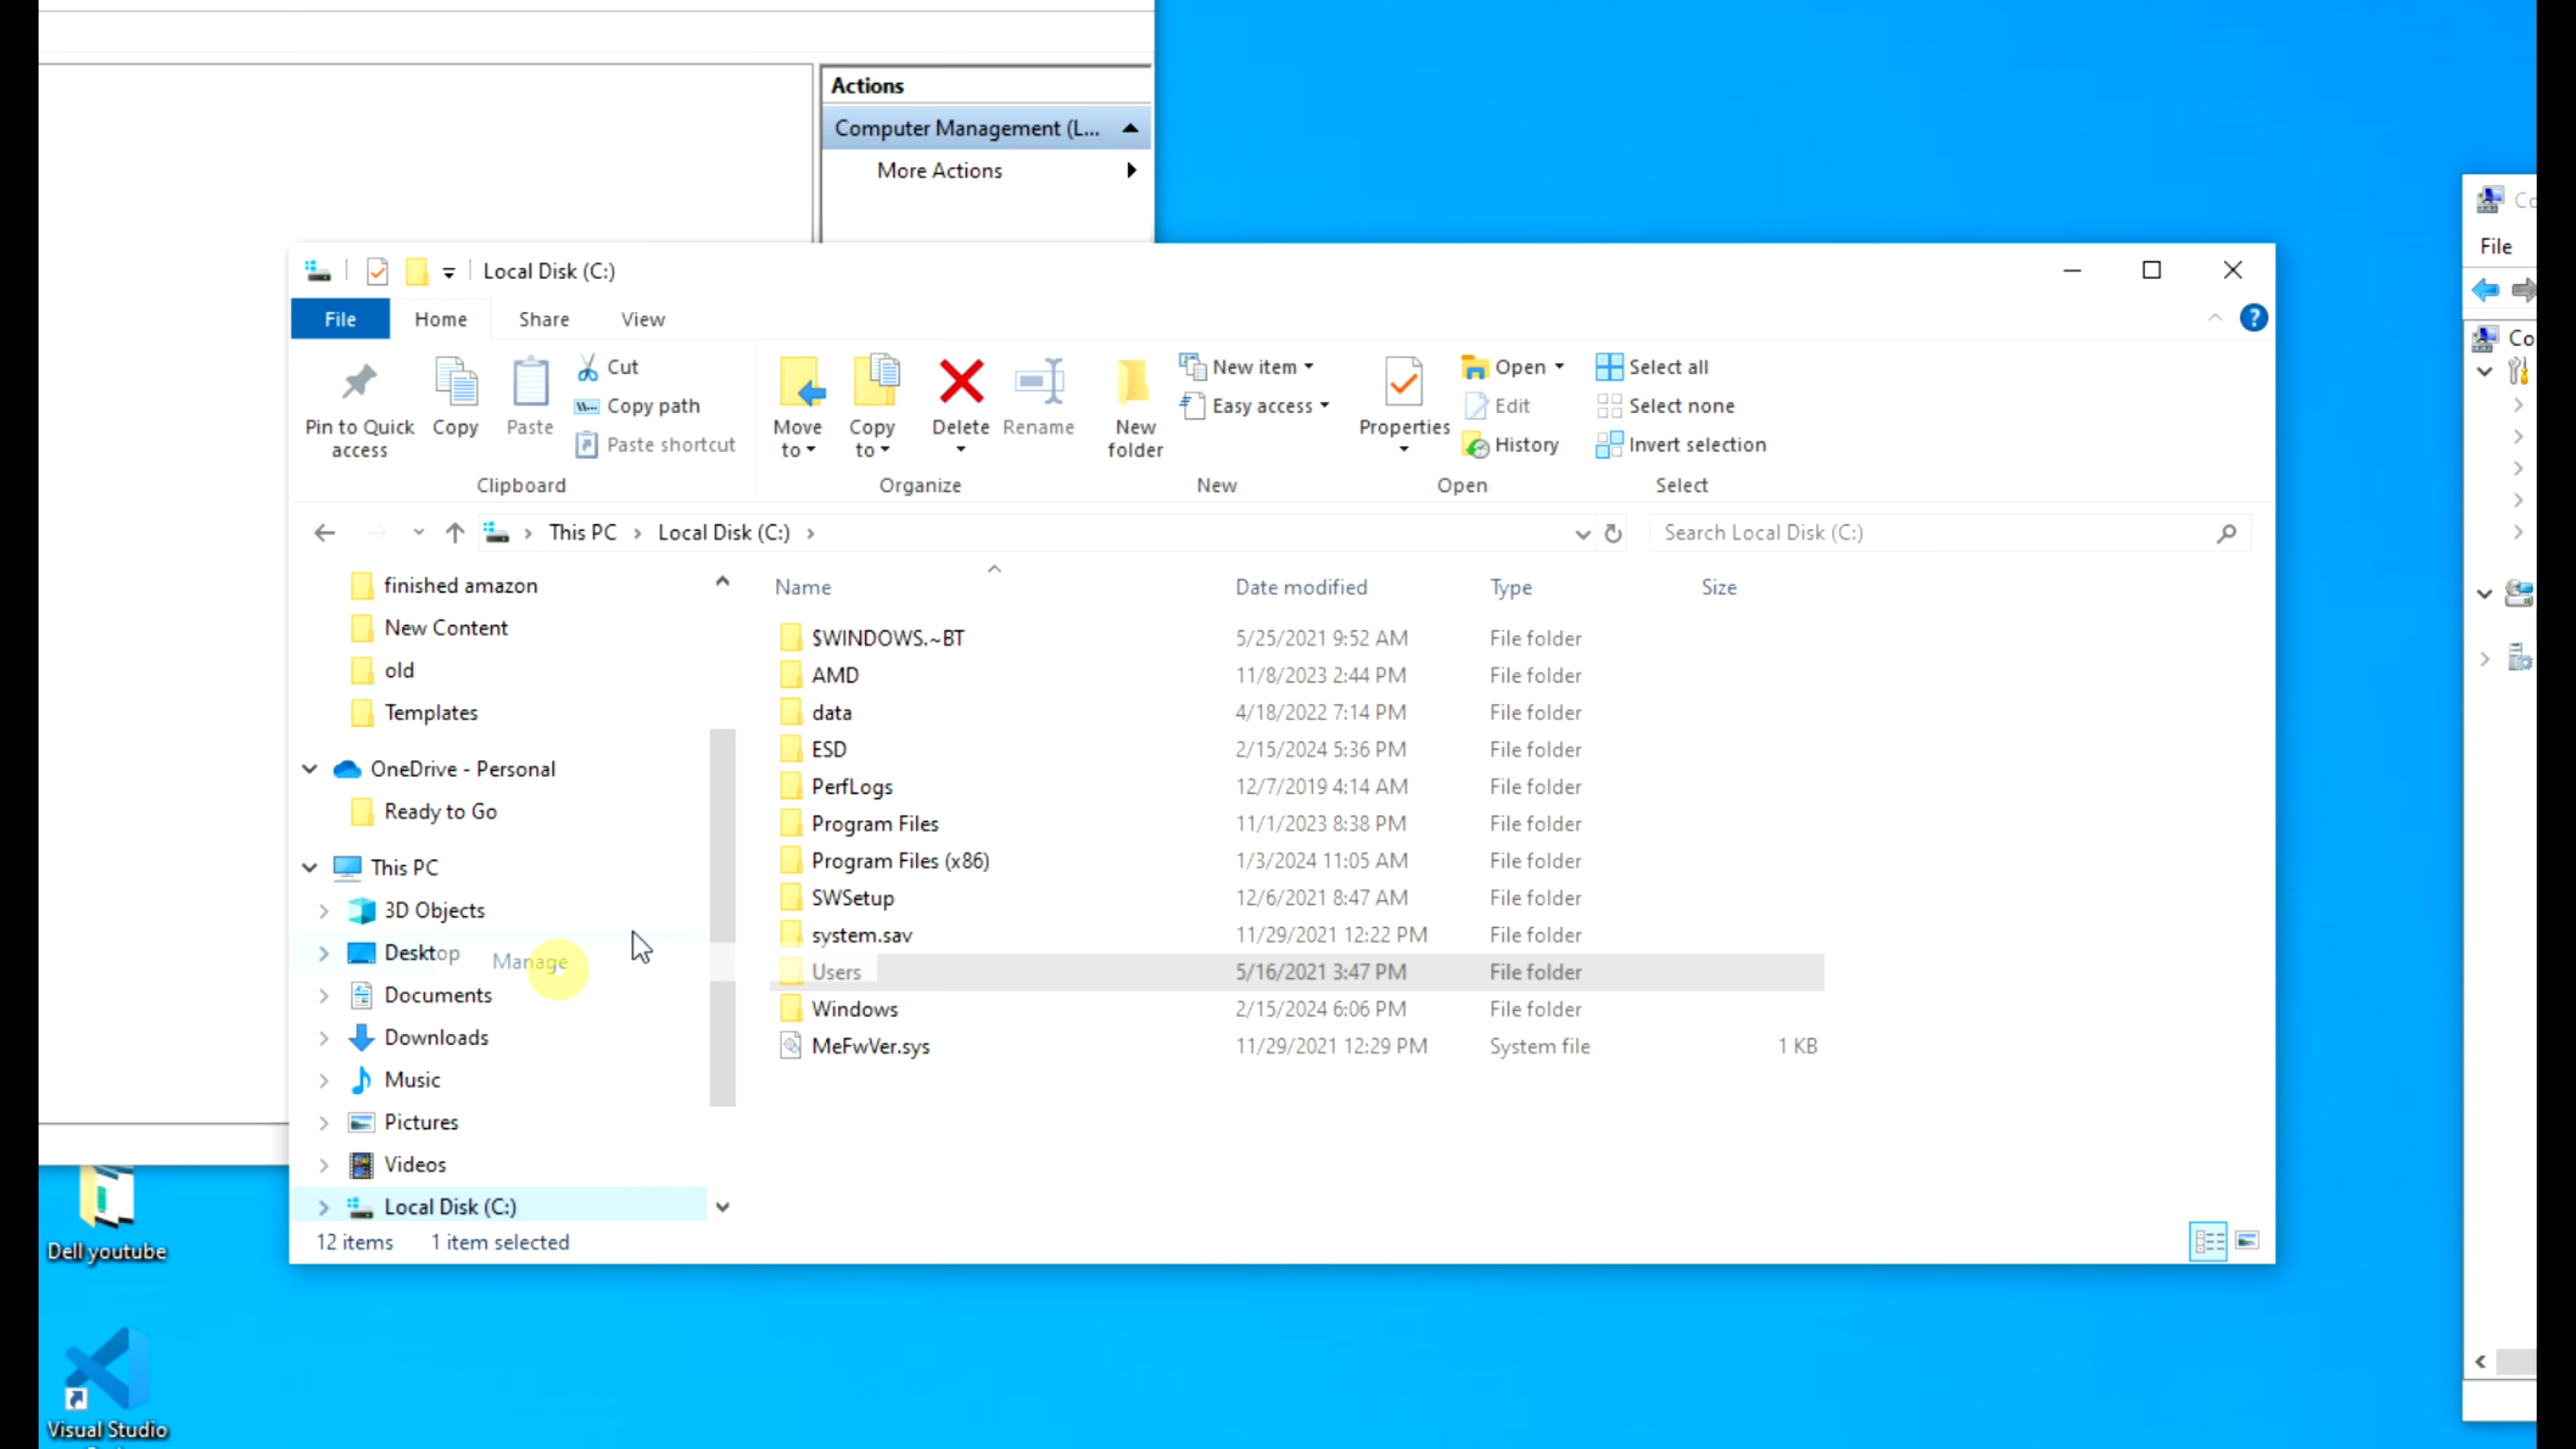 Actions
Computer Management (L...
More Actions
Local Disk (C:)
File Home Share View
Pin to Quick access
Copy
Paste
Cut
Copy path
Paste shortcut
Clipboard
Move to
Copy to
Delete
Rename
Organize
New folder
New item
Easy access
New
Properties
Open
Edit
History
Open
Select all
Select none
Invert selection
Select
This PC Local Disk (C:)
Search Local Disk (C:)
finished amazon
New Content
old
Templates
OneDrive - Personal
Ready to Go
This PC
3D Objects
Desktop
Manage
Documents
Downloads
Music
Pictures
Videos
Local Disk (C:)
Name Date modified Type Size
$WINDOWS.~BT 5/25/2021 9:52 AM File folder
AMD 11/8/2023 2:44 PM File folder
data 4/18/2022 7:14 PM File folder
ESD 2/15/2024 5:36 PM File folder
PerfLogs 12/7/2019 4:14 AM File folder
Program Files 11/1/2023 8:38 PM File folder
Program Files (x86) 1/3/2024 11:05 AM File folder
SWSetup 12/6/2021 8:47 AM File folder
system.sav 11/29/2021 12:22 PM File folder
Users 5/16/2021 3:47 PM File folder
Windows 2/15/2024 6:06 PM File folder
MeFwVer.sys 11/29/2021 12:29 PM System file 1 KB
12 items 1 item selected
Dell youtube
Visual Studio
Co
File
Co